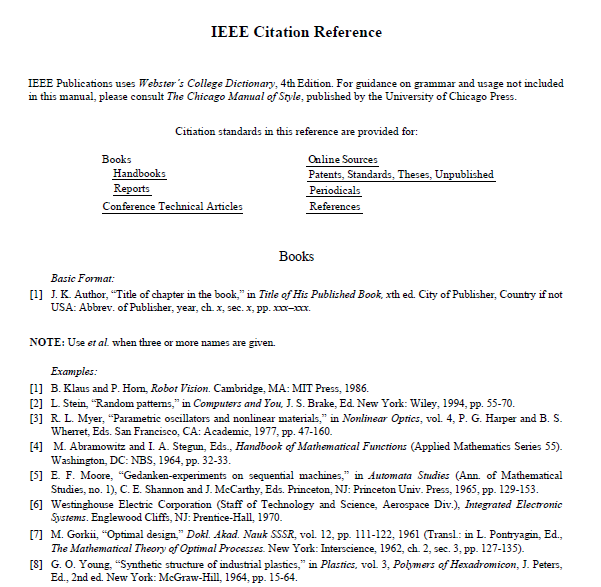 IEEE Citation Reference
IEEE Publications uses Webster's College Dictionary, 4th Edition. For guidance on grammar and usage not included
in this manual, please consult The Chicago Manual of Style, published by the University of Chicago Press.
Citiation standards in this reference are provided for:
Books
Handbooks
Reports
Conference Technical Articles
Online Sources
Patents, Standards, Theses, Unpublished
Periodicals
References
Books
Basic Format:
[1] J. K. Author, “Title of chapter in the book,” in Title of His Published Book, xth ed. City of Publisher, Country if not
USA: Abbrev. of Publisher, year, ch. x, sec. x, pp. xxx–xxx.
NOTE: Use et al. when three or more names are given.
Examples:
[1] B. Klaus and P. Horn, Robot Vision. Cambridge, MA: MIT Press, 1986.
[2] L. Stein, “Random patterns,” in Computers and You, J. S. Brake, Ed. New York: Wiley, 1994, pp. 55-70.
[3] R. L. Myer, “Parametric oscillators and nonlinear materials,” in Nonlinear Optics, vol. 4, P. G. Harper and B. S.
Wherret, Eds. San Francisco, CA: Academic, 1977, pp. 47-160.
[4] M. Abramowitz and I. A. Stegun, Eds., Handbook of Mathematical Functions (Applied Mathematics Series 55).
Washington, DC: NBS, 1964, pp. 32-33.
[5] E. F. Moore, “Gedanken-experiments on sequential machines,” in Automata Studies (Ann. of Mathematical
Studies, no. 1), C. E. Shannon and J. McCarthy, Eds. Princeton, NJ: Princeton Univ. Press, 1965, pp. 129-153.
[6] Westinghouse Electric Corporation (Staff of Technology and Science, Aerospace Div.), Integrated Electronic
Systems. Englewood Cliffs, NJ: Prentice-Hall, 1970.
[7] M. Gorkii, “Optimal design,” Dokl. Akad. Nauk SSSR, vol. 12, pp. 111-122, 1961 (Transl.: in L. Pontryagin, Ed.,
The Mathematical Theory of Optimal Processes. New York: Interscience, 1962, ch. 2, sec. 3, pp. 127-135).
[8] G. O. Young, “Synthetic structure of industrial plastics,” in Plastics, vol. 3, Polymers of Hexadromicon, J. Peters,
Ed., 2nd ed. New York: McGraw-Hill, 1964, pp. 15-64.